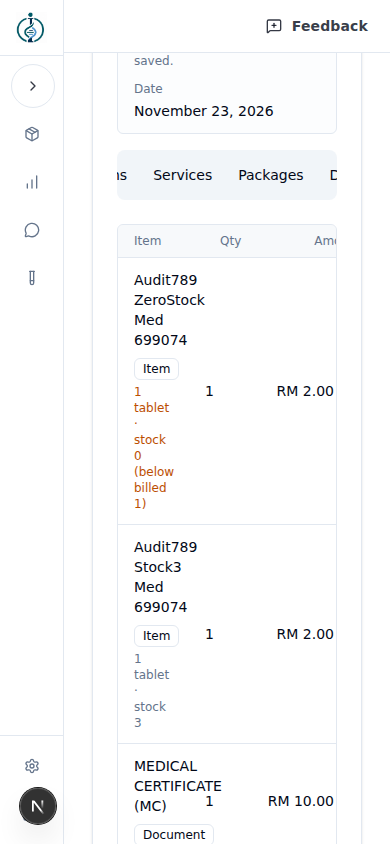 Feedback
saved.
Date
November 23, 2026
Services Packages
Item Qty
Audit789
ZeroStock
Med
699074
Item
1
tablet
·
stock
0
(below
billed
1)
1 RM 2.00
Audit789
Stock3
Med
699074
Item
1
tablet
·
stock
3
1 RM 2.00
MEDICAL
CERTIFICATE
(MC)
1 RM 10.00
Document
N